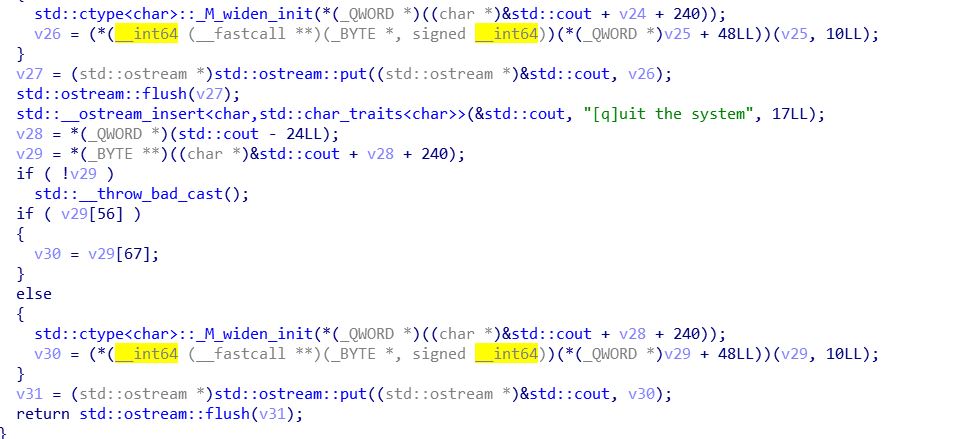 std::ctype<char>::_M_widen_init(*(_QWORD *)((char *)&std::cout + v24 + 240));
v26 = (*(__int64 (__fastcall **)(_BYTE *, signed __int64))(*(_QWORD *)v25 + 48LL))(v25, 10LL);
}
v27 = (std::ostream *)std::ostream::put((std::ostream *)&std::cout, v26);
std::ostream::flush(v27);
std::__ostream_insert<char,std::char_traits<char>>(&std::cout, "[q]uit the system", 17LL);
v28 = *(_QWORD *)(std::cout - 24LL);
v29 = *(_BYTE **)((char *)&std::cout + v28 + 240);
if ( !v29 )
std::__throw_bad_cast();
if ( v29[56] )
{
v30 = v29[67];
}
else
{
std::ctype<char>::_M_widen_init(*(_QWORD *)((char *)&std::cout + v28 + 240));
v30 = (*(__int64 (__fastcall **)(_BYTE *, signed __int64))(*(_QWORD *)v29 + 48LL))(v29, 10LL);
}
v31 = (std::ostream *)std::ostream::put((std::ostream *)&std::cout, v30);
return std::ostream::flush(v31);
}